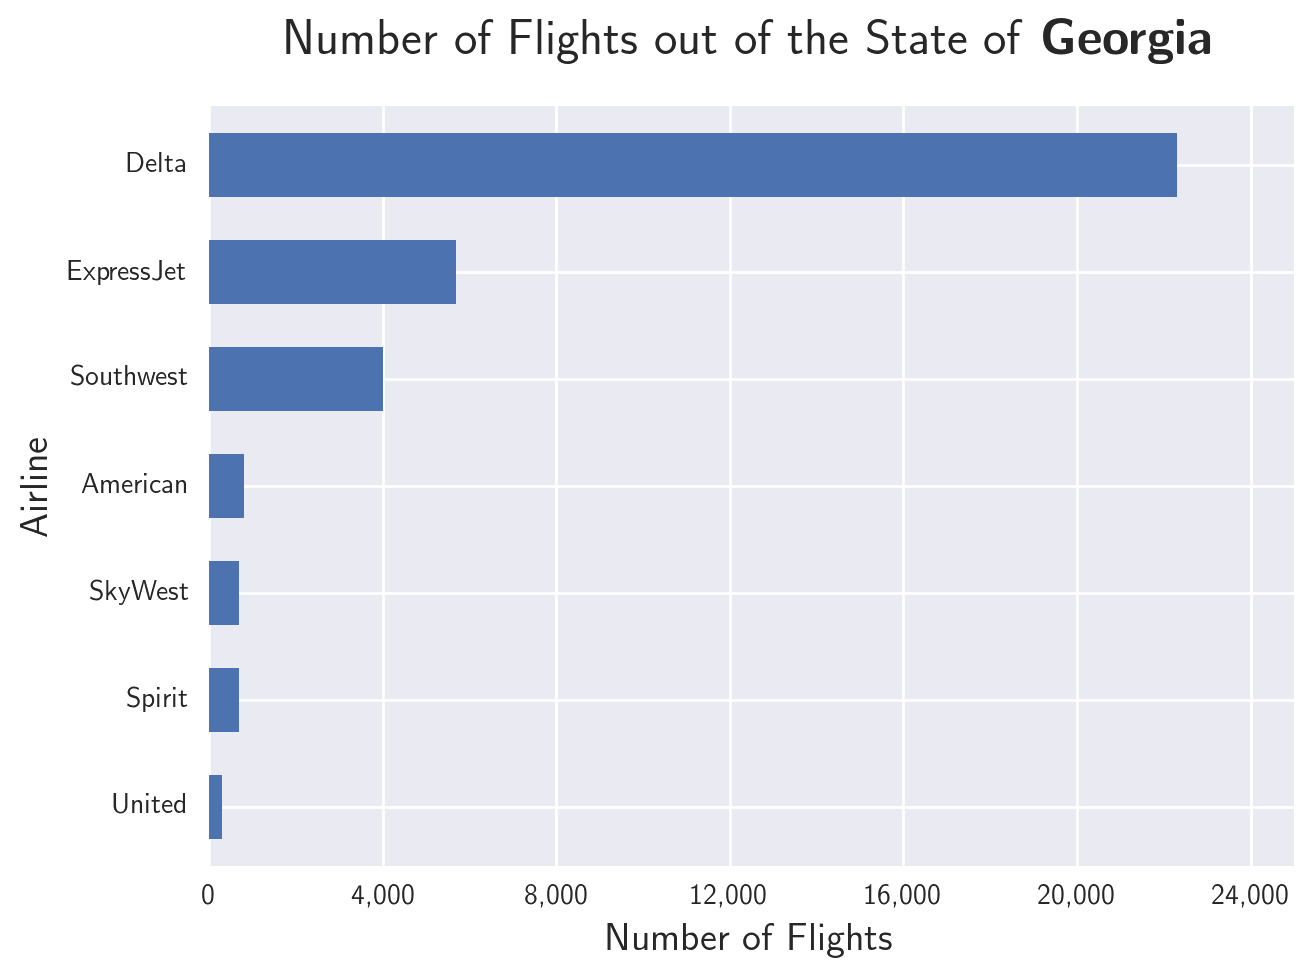 Number of Flights out of the State of Georgia
Delta
ExpressJet
Southwest
American
SkyWest
Spirit
United
Airline
0 4,000 8,000 12,000 16,000 20,000 24,000
Number of Flights